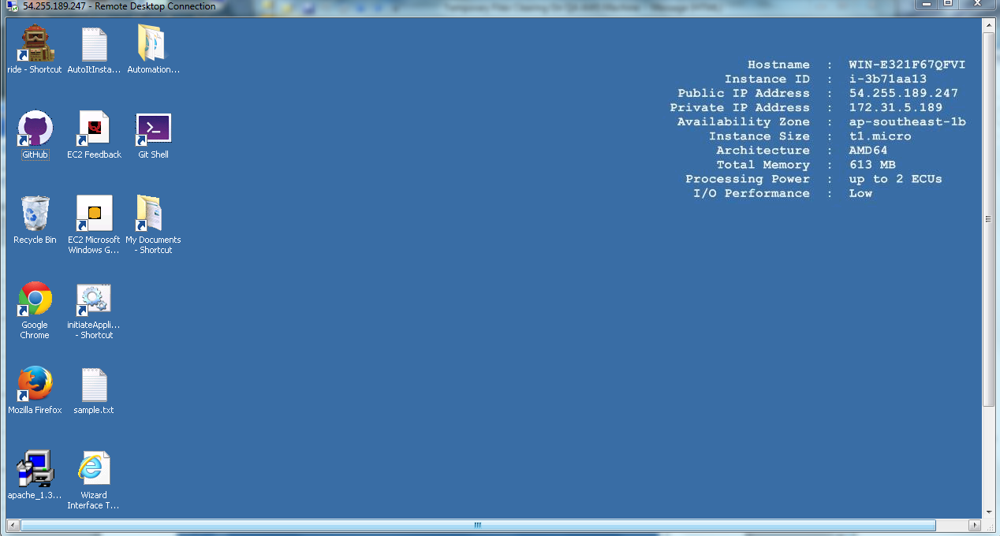 54.255.189.247 - Remote Desktop Connection
ride - Shortcut
AutoItInsta...
Automation...
GitHub
EC2 Feedback
Git Shell
Recycle Bin
EC2 Microsoft
Windows G...
My Documents
- Shortcut
Google
Chrome
initiateAppli...
- Shortcut
Mozilla Firefox
sample.txt
apache_1.3...
Wizard
Interface T...
Hostname : WIN-E321F67QFVI
Instance ID : i-3b71aa13
Public IP Address : 54.255.189.247
Private IP Address : 172.31.5.189
Availability Zone : ap-southeast-1b
Instance Size : t1.micro
Architecture : AMD64
Total Memory : 613 MB
Processing Power : up to 2 ECUs
I/O Performance : Low